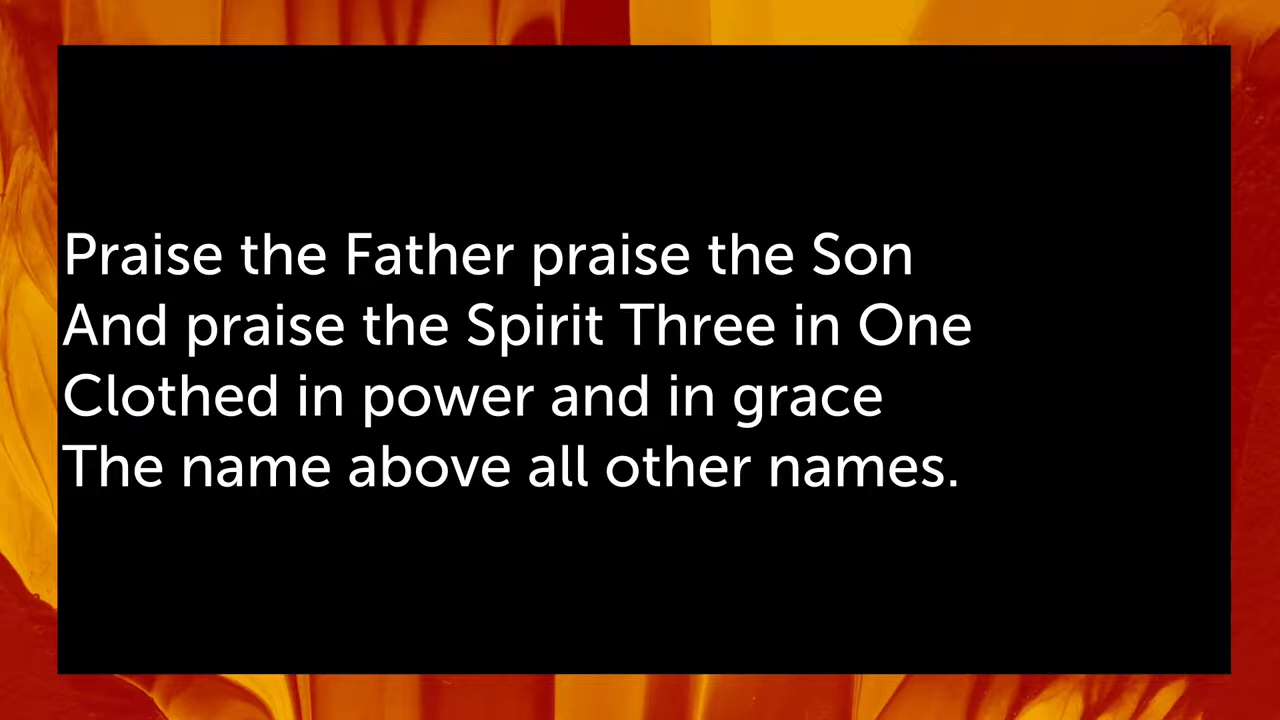 Praise the Father praise the Son
And praise the Spirit Three in One
Clothed in power and in grace
The name above all other names.